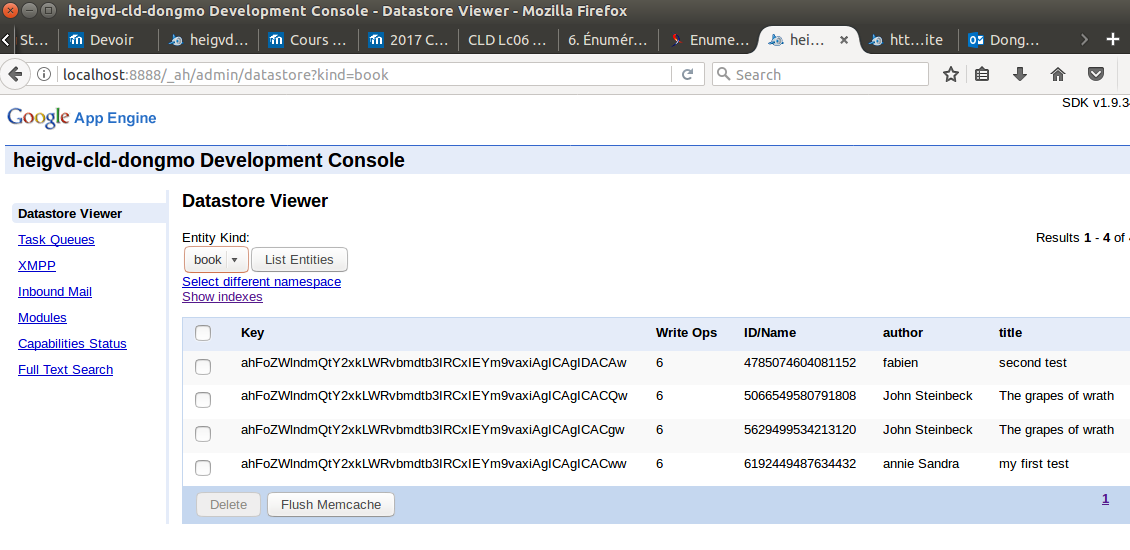 heigvd-cld-dongmo Development Console - Datastore Viewer - Mozilla Firefox
St... Devoir heigvd... Cours ... 2017 C... CLD Lc06 ... 6. Énumér... Enume... hei... htt...ite Dong...
localhost:8888/_ah/admin/datastore?kind=book Search
SDK v1.9.3
Google App Engine
heigvd-cld-dongmo Development Console
Datastore Viewer
Task Queues
XMPP
Inbound Mail
Modules
Capabilities Status
Full Text Search
Datastore Viewer
Entity Kind: Results 1 - 4 of 4
book List Entities
Select different namespace
Show indexes
Key Write Ops ID/Name author title
ahFoZWlndmQtY2xkLWRvbmdtb3IRCxIEYm9vaxiAgICAgIDACAw 6 4785074604081152 fabien second test
ahFoZWlndmQtY2xkLWRvbmdtb3IRCxIEYm9vaxiAgICAgICACQw 6 5066549580791808 John Steinbeck The grapes of wrath
ahFoZWlndmQtY2xkLWRvbmdtb3IRCxIEYm9vaxiAgICAgICACgw 6 5629499534213120 John Steinbeck The grapes of wrath
ahFoZWlndmQtY2xkLWRvbmdtb3IRCxIEYm9vaxiAgICAgICACww 6 6192449487634432 annie Sandra my first test
Delete Flush Memcache 1